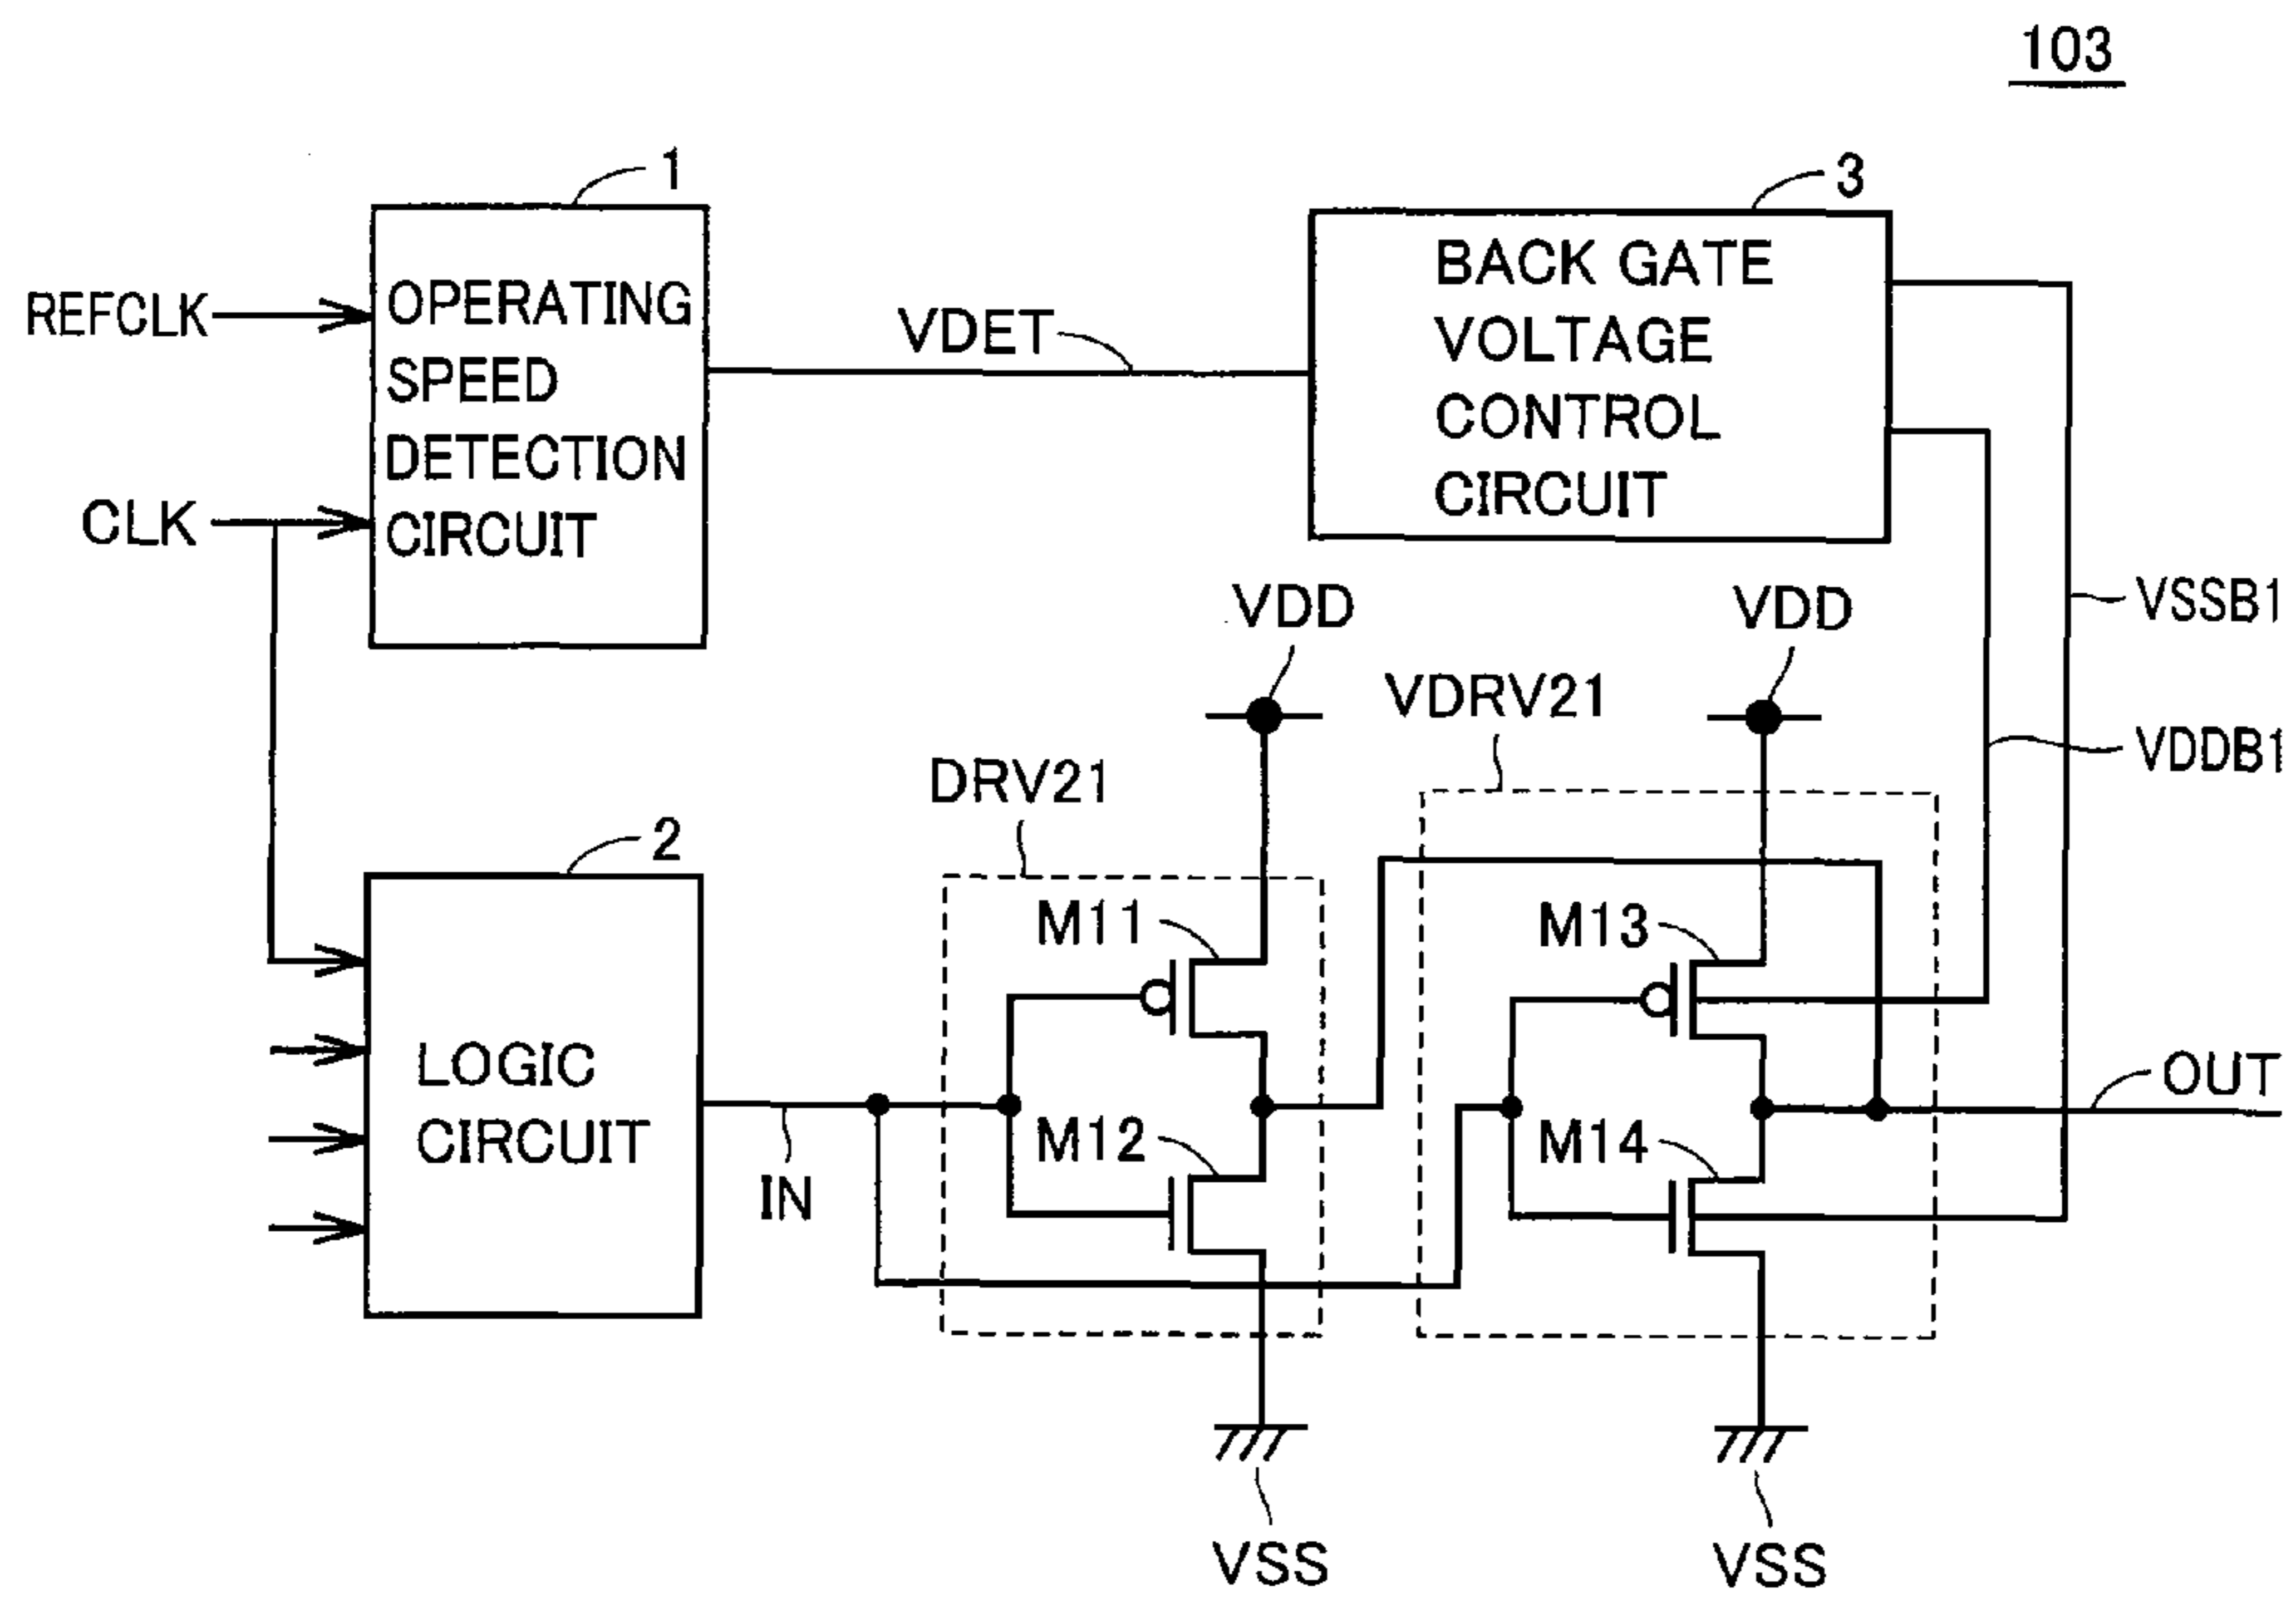 103
1
3
REFCLK
OPERATING
SPEED
DETECTION
CIRCUIT
CLK
VDET
BACK GATE
VOLTAGE
CONTROL
CIRCUIT
VDD
VDD
VSSB1
VDRV21
VDDB1
DRV21
2
M11
M13
LOGIC
CIRCUIT
OUT
M12
M14
IN
VSS
VSS